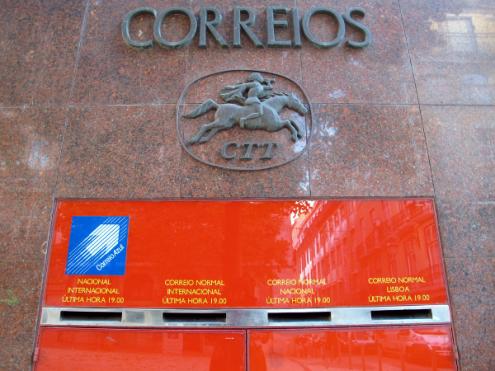 CORREIOS
CTT
Correio Azul
NACIONAL
INTERNACIONAL
ÚLTIMA HORA 19.00
CORREIO NORMAL
INTERNACIONAL
ÚLTIMA HORA 19.00
CORREIO NORMAL
NACIONAL
ÚLTIMA HORA 19.00
CORREIO NORMAL
LISBOA
ÚLTIMA HORA 19.00